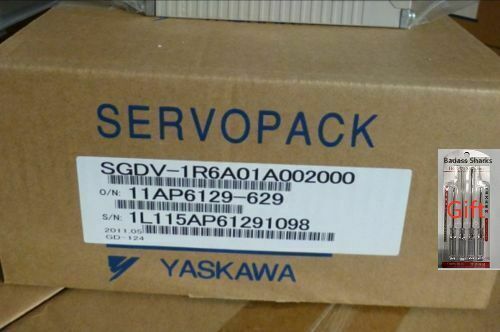 SERVOPACK
SGDV-1R6A01A002000
O/N: 11AP6129-629
S/N: 1L115AP61291098
2011.05
GD-124
YASKAWA
Badass Sharks
Gift